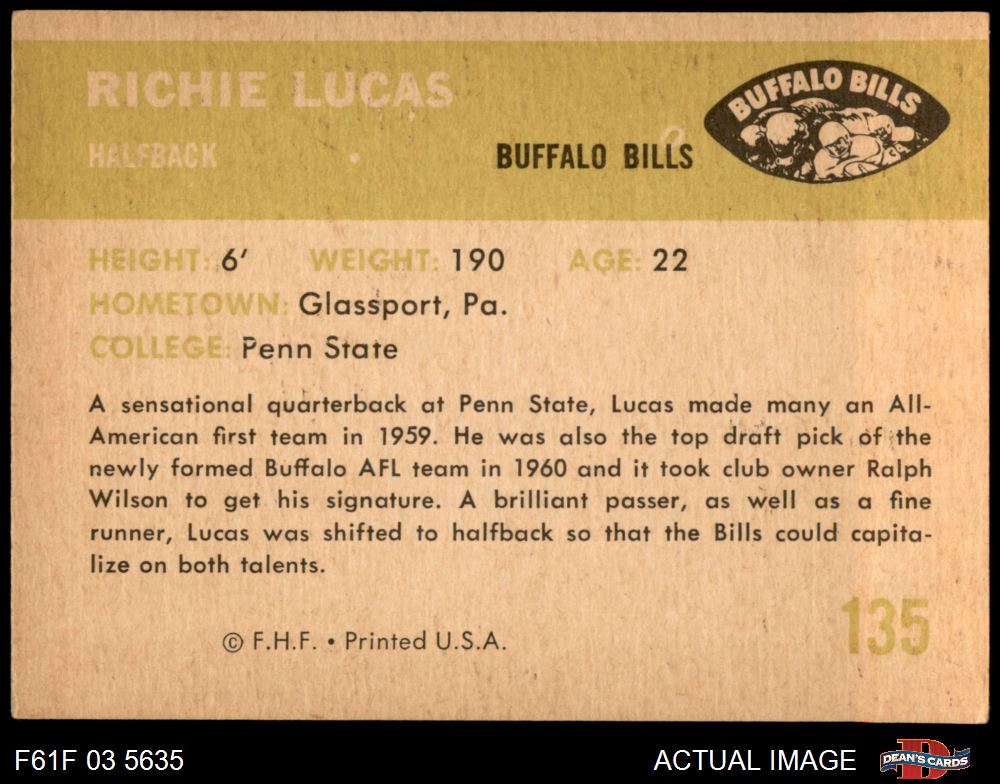 RICHIE LUCAS
HALFBACK
BUFFALO BILLS
BUFFALO BILLS
HEIGHT: 6' WEIGHT: 190 AGE: 22
HOMETOWN: Glassport, Pa.
COLLEGE: Penn State
A sensational quarterback at Penn State, Lucas made many an All-
American first team in 1959. He was also the top draft pick of the
newly formed Buffalo AFL team in 1960 and it took club owner Ralph
Wilson to get his signature. A brilliant passer, as well as a fine
runner, Lucas was shifted to halfback so that the Bills could capita-
lize on both talents.
135
© F.H.F. • Printed U.S.A.
F61F 03 5635
ACTUAL IMAGE
D
DEAN'S CARDS